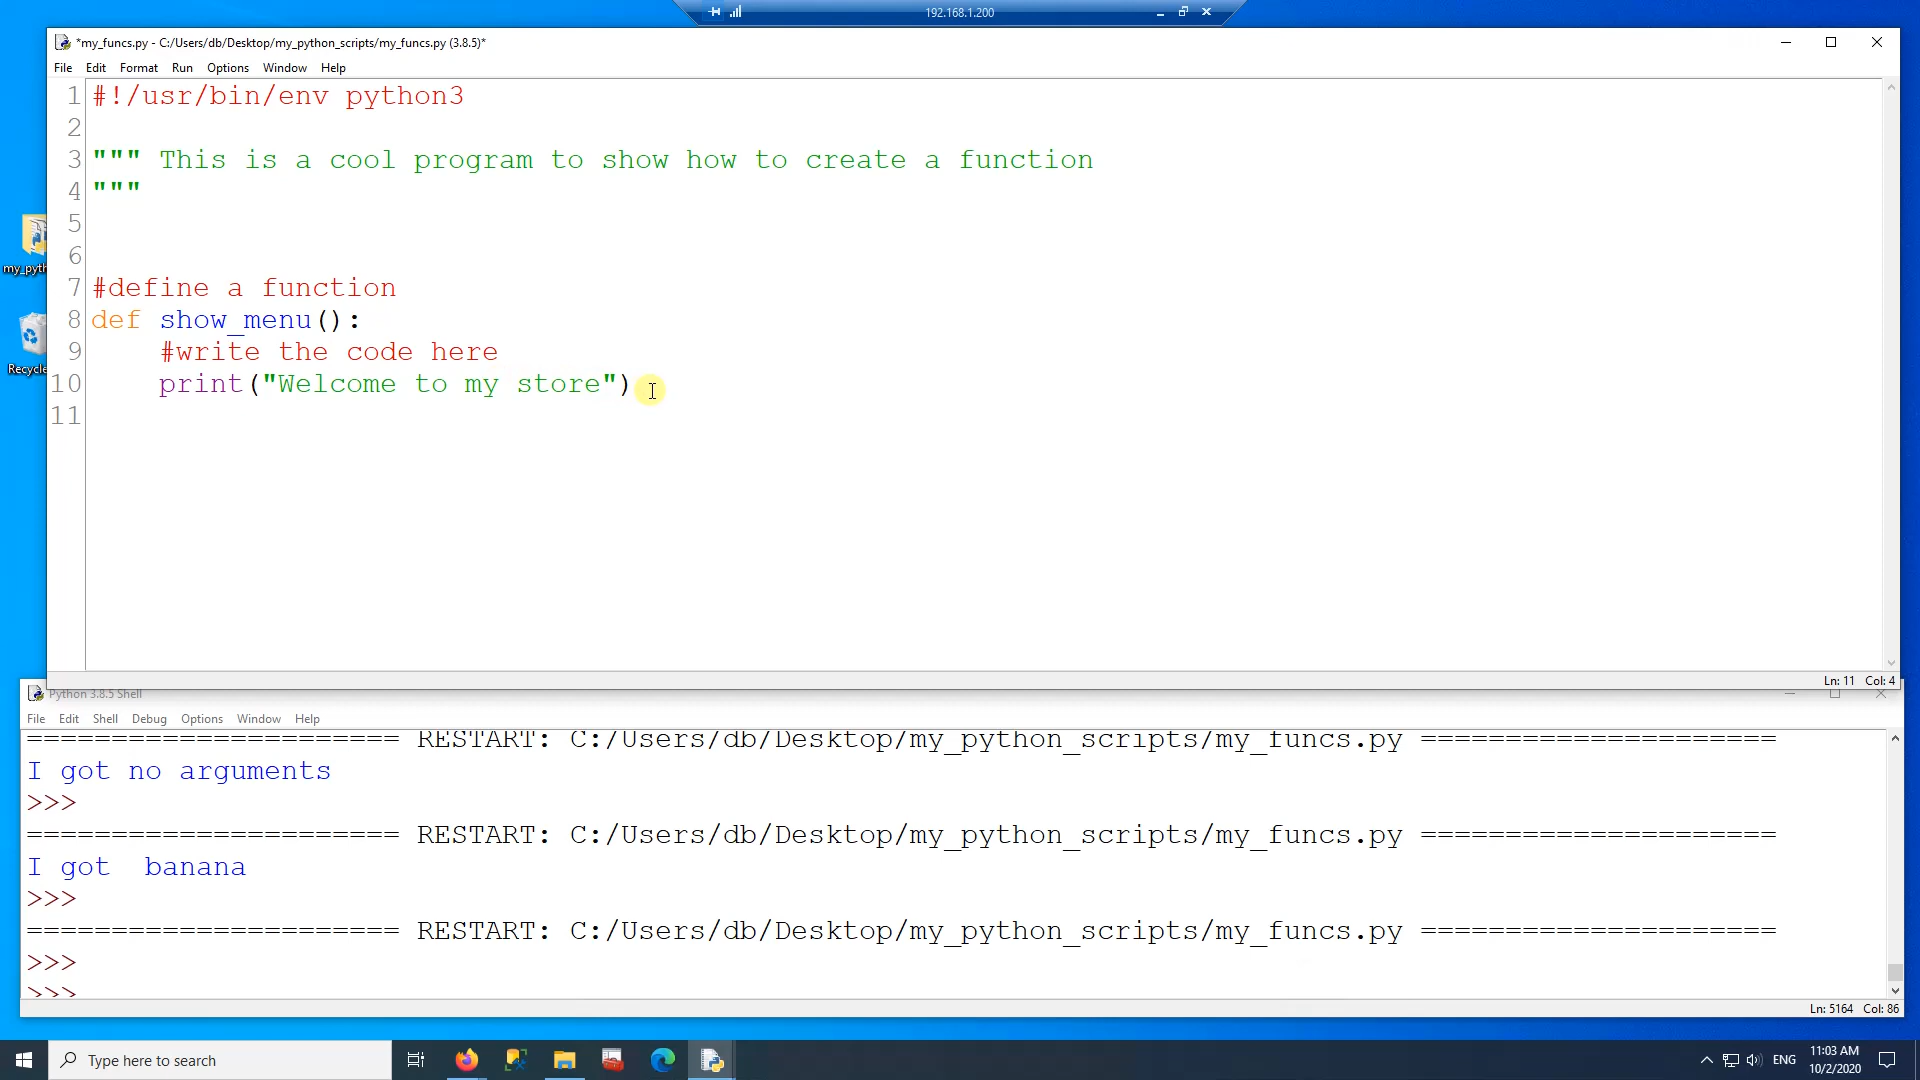 192.168.1.200
*my_funcs.py - C:/Users/db/Desktop/my_python_scripts/my_funcs.py (3.8.5)*
File Edit Format Run Options Window Help
1 #!/usr/bin/env python3
2
3 """ This is a cool program to show how to create a function
4 """
5
6
7 #define a function
8 def show_menu():
9 #write the code here
10 print("Welcome to my store")
11
my_pyth
Recycle
Ln: 11 Col: 4
Python 3.8.5 Shell
File Edit Shell Debug Options Window Help
====================== RESTART: C:/Users/db/Desktop/my_python_scripts/my_funcs.py =====================
I got no arguments
>>>
====================== RESTART: C:/Users/db/Desktop/my_python_scripts/my_funcs.py =====================
I got  banana
>>>
====================== RESTART: C:/Users/db/Desktop/my_python_scripts/my_funcs.py =====================
>>>
>>>
Ln: 5164 Col: 86
Type here to search
ENG
11:03 AM
10/2/2020